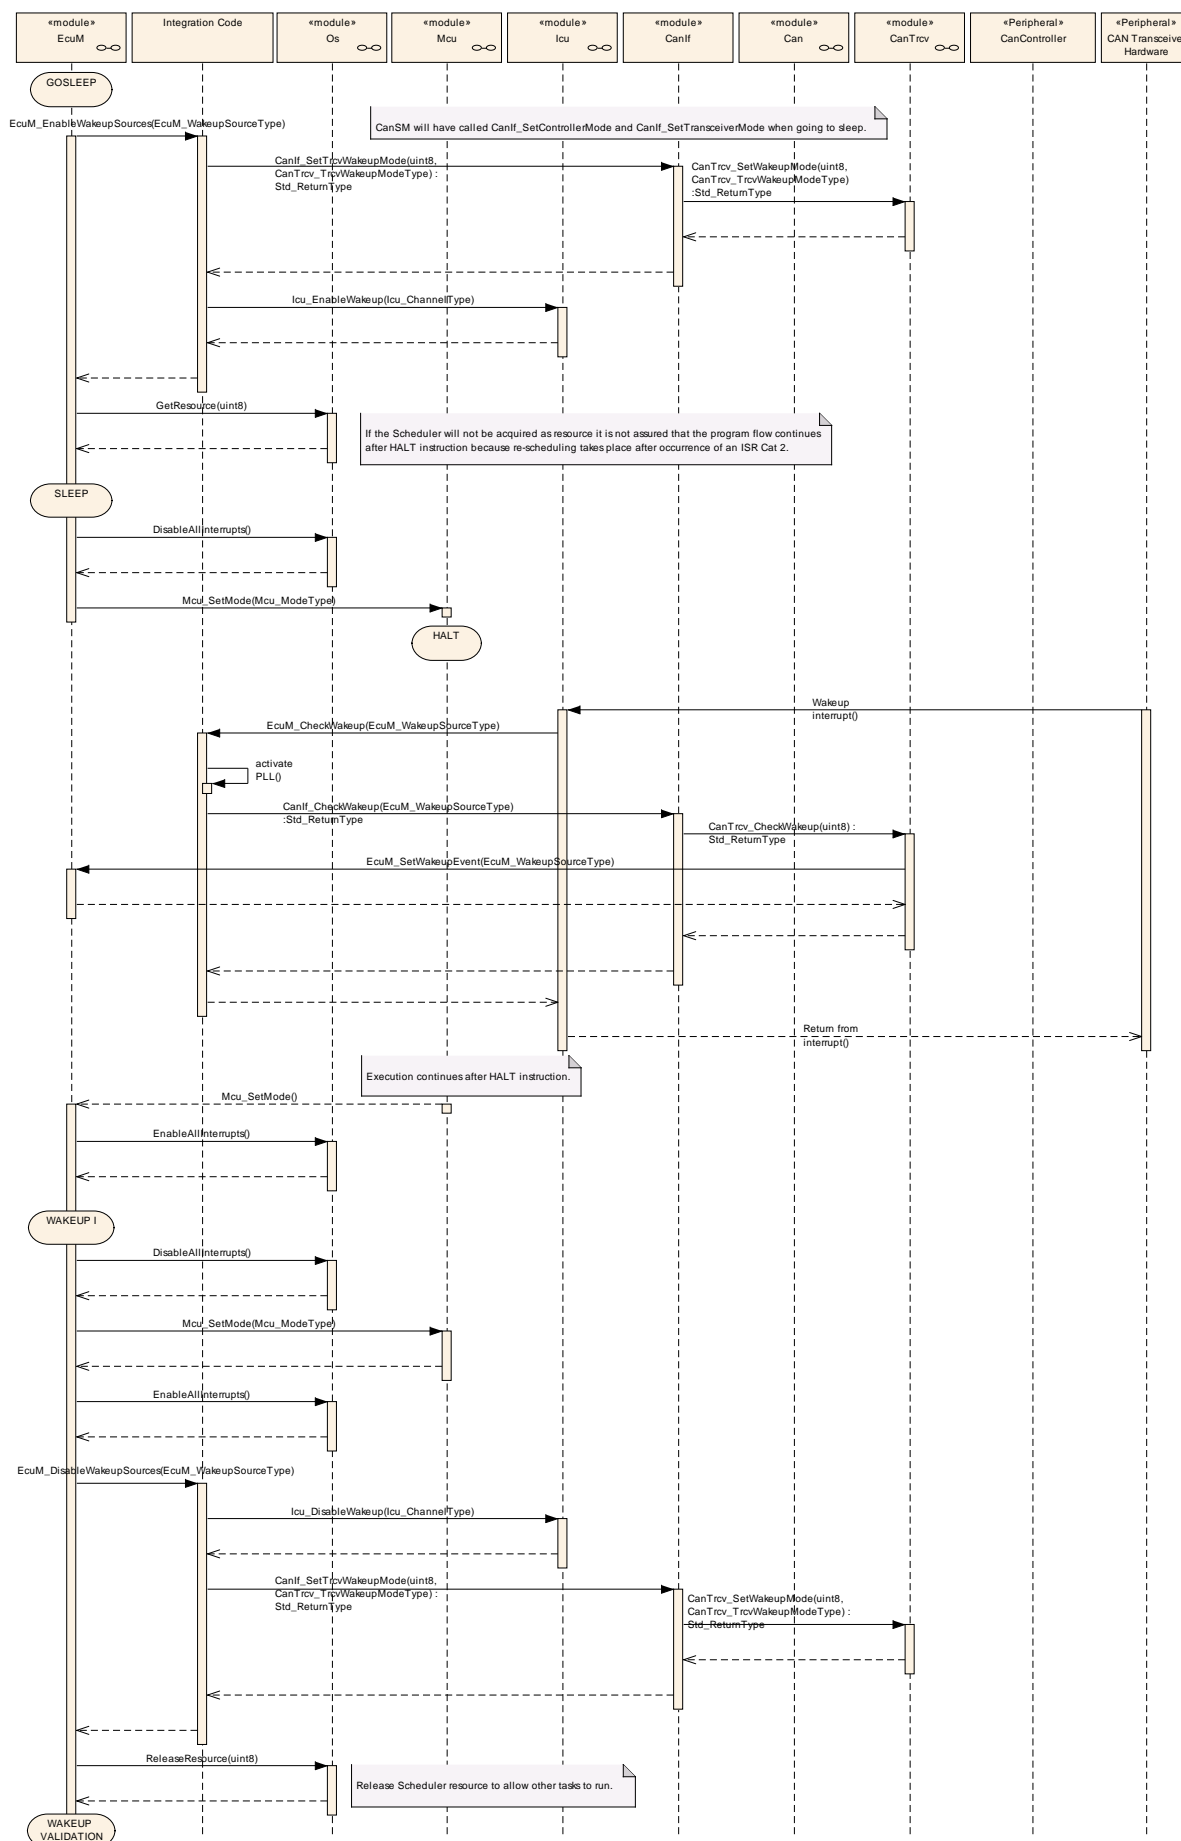 «module»
EcuM
Integration Code
«module»
Os
«module»
Mcu
«module»
Icu
«module»
CanIf
«module»
Can
«module»
CanTrcv
«Peripheral»
CanController
«Peripheral»
CAN Transceive
Hardware
GOSLEEP
EcuM_EnableWakeupSources(EcuM_WakeupSourceType)
CanSM will have called CanIf_SetControllerMode and CanIf_SetTransceiverMode when going to sleep.
CanIf_SetTrcvWakeupMode(uint8,
CanTrcv_TrcvWakeupModeType) :
Std_ReturnType
CanTrcv_SetWakeupMode(uint8,
CanTrcv_TrcvWakeupModeType)
:Std_ReturnType
Icu_EnableWakeup(Icu_ChannelType)
GetResource(uint8)
If the Scheduler will not be acquired as resource it is not assured that the program flow continues
after HALT instruction because re-scheduling takes place after occurrence of an ISR Cat 2.
SLEEP
DisableAllInterrupts()
Mcu_SetMode(Mcu_ModeType)
HALT
Wakeup
interrupt()
EcuM_CheckWakeup(EcuM_WakeupSourceType)
activate
PLL()
CanIf_CheckWakeup(EcuM_WakeupSourceType)
:Std_ReturnType
CanTrcv_CheckWakeup(uint8) :
Std_ReturnType
EcuM_SetWakeupEvent(EcuM_WakeupSourceType)
Return from
interrupt()
Execution continues after HALT instruction.
Mcu_SetMode()
EnableAllInterrupts()
WAKEUP I
DisableAllInterrupts()
Mcu_SetMode(Mcu_ModeType)
EnableAllInterrupts()
EcuM_DisableWakeupSources(EcuM_WakeupSourceType)
Icu_DisableWakeup(Icu_ChannelType)
CanIf_SetTrcvWakeupMode(uint8,
CanTrcv_TrcvWakeupModeType) :
Std_ReturnType
CanTrcv_SetWakeupMode(uint8,
CanTrcv_TrcvWakeupModeType) :
Std_ReturnType
ReleaseResource(uint8)
Release Scheduler resource to allow other tasks to run.
WAKEUP
VALIDATION